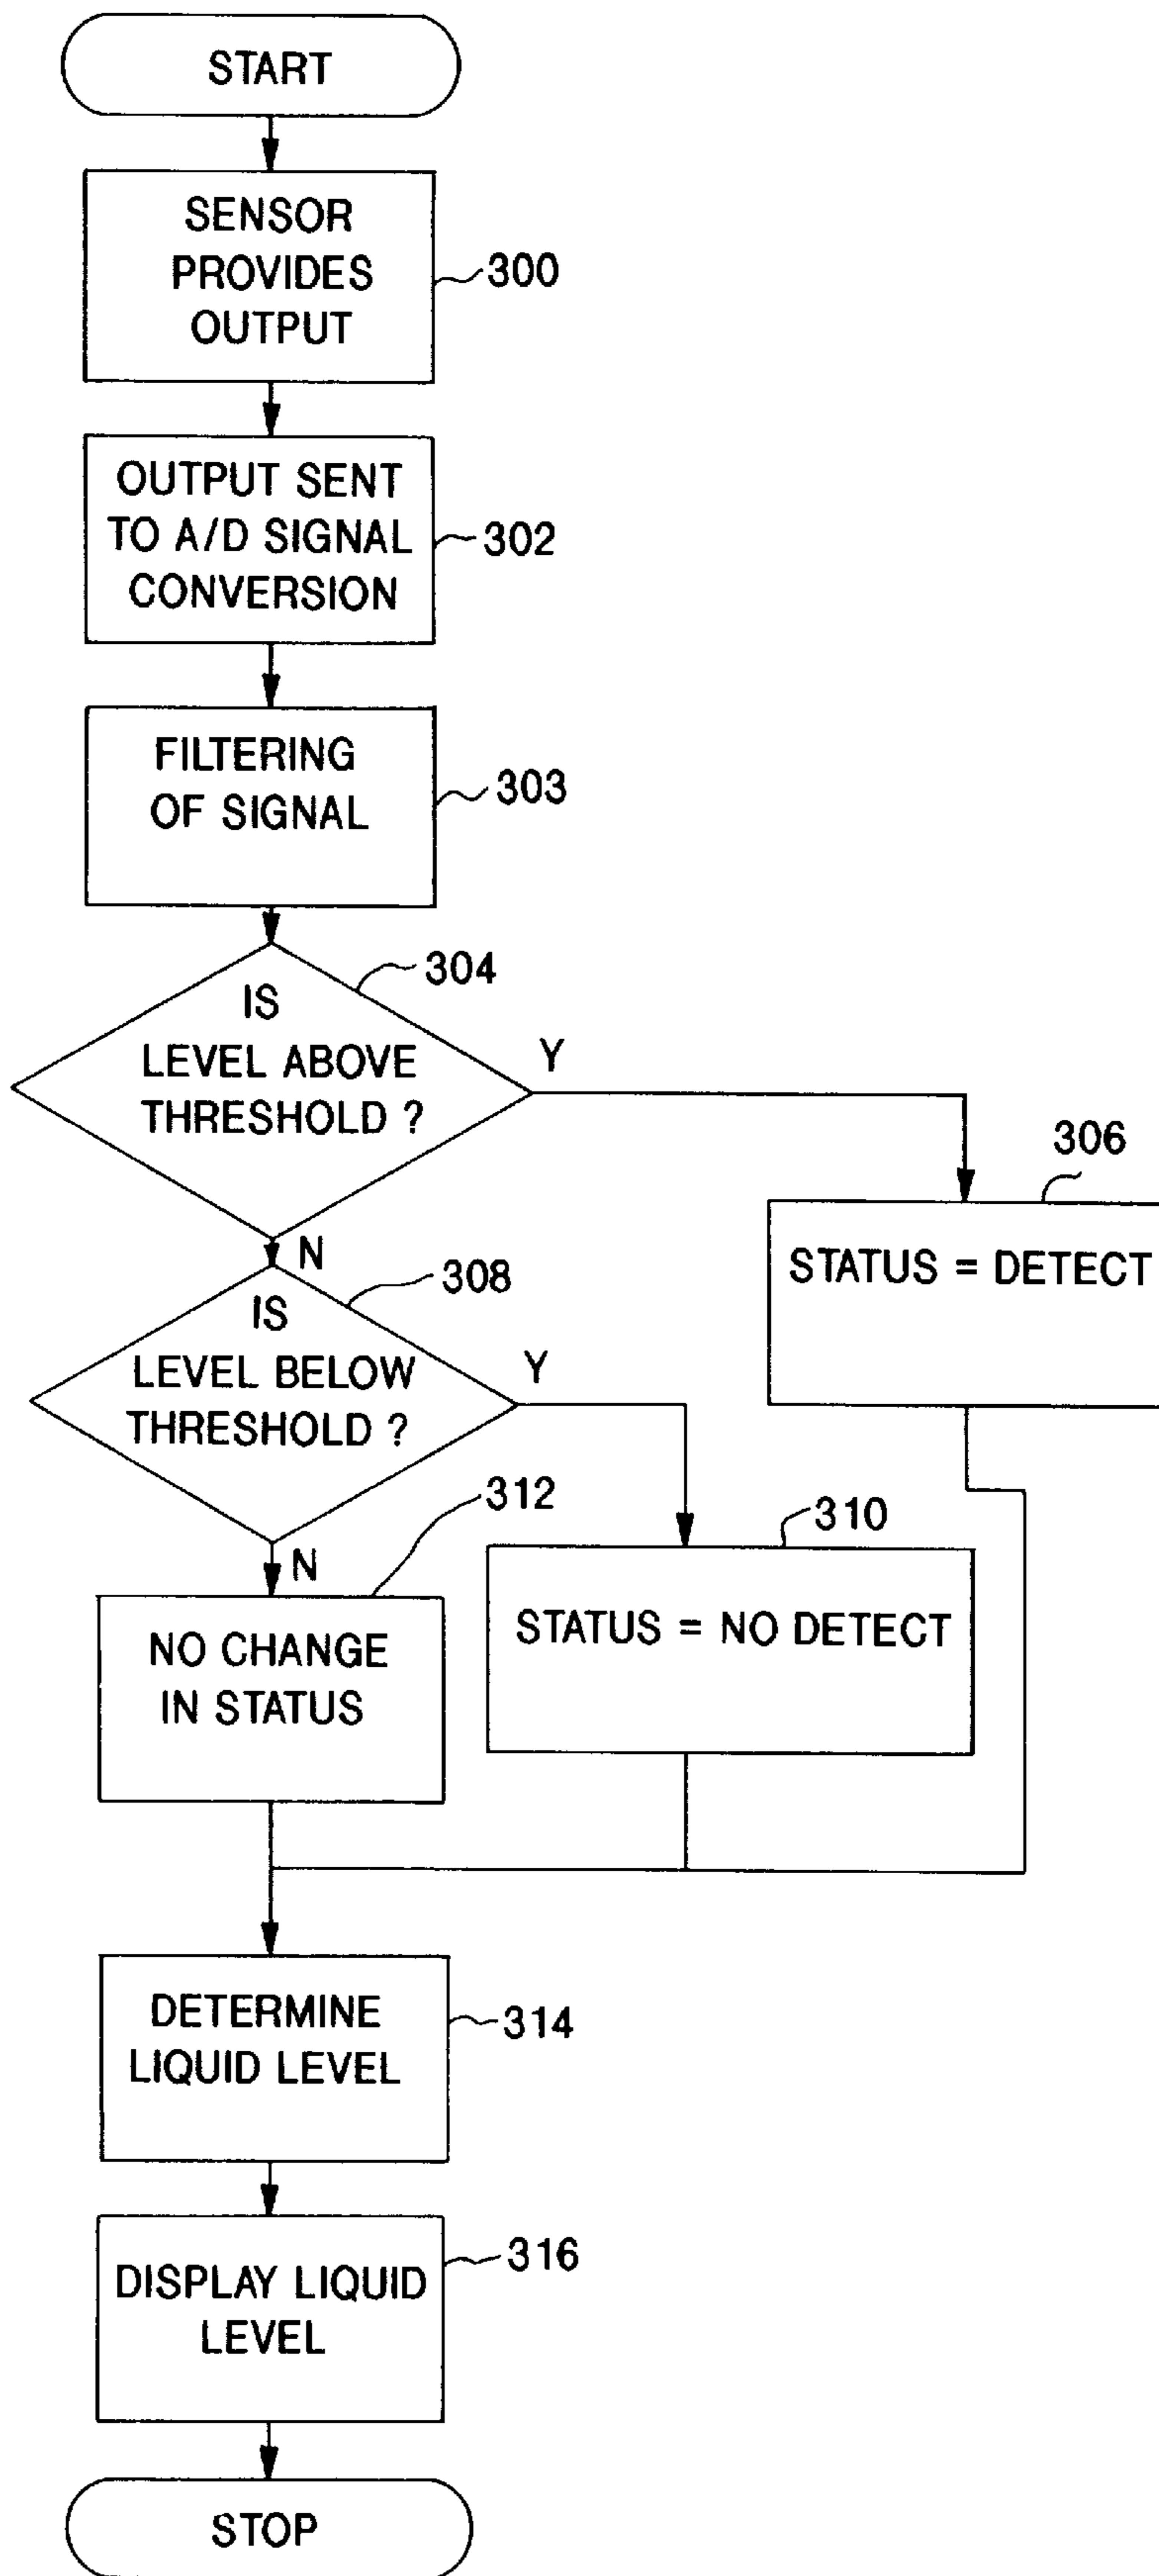 START
SENSOR
PROVIDES
OUTPUT
300
OUTPUT SENT
TO A/D SIGNAL
CONVERSION
302
FILTERING
OF SIGNAL
303
304
IS
LEVEL ABOVE
THRESHOLD ?
Y
306
STATUS = DETECT
N
308
IS
LEVEL BELOW
THRESHOLD ?
Y
310
STATUS = NO DETECT
N
312
NO CHANGE
IN STATUS
DETERMINE
LIQUID LEVEL
314
DISPLAY LIQUID
LEVEL
316
STOP